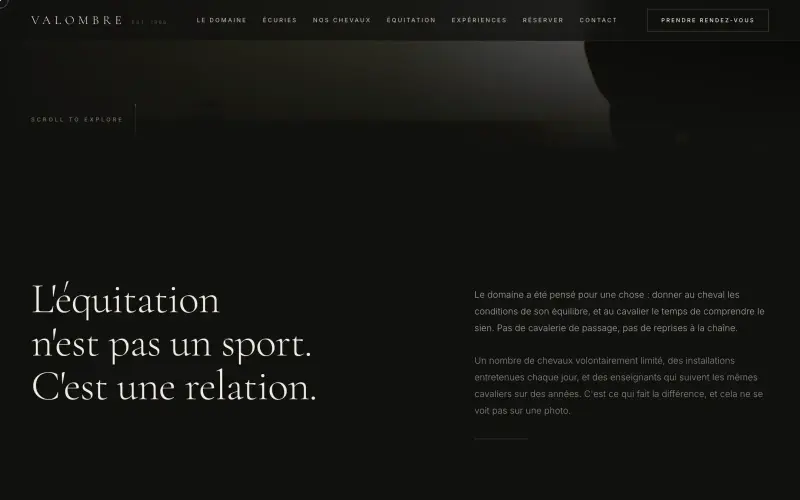 VALOMBRE EST. 1994
LE DOMAINE
ÉCURIES
NOS CHEVAUX
ÉQUITATION
EXPÉRIENCES
RÉSERVER
CONTACT
PRENDRE RENDEZ-VOUS
SCROLL TO EXPLORE
L'équitation
n'est pas un sport.
C'est une relation.
Le domaine a été pensé pour une chose : donner au cheval les
conditions de son équilibre, et au cavalier le temps de comprendre le
sien. Pas de cavalerie de passage, pas de reprises à la chaîne.
Un nombre de chevaux volontairement limité, des installations
entretenues chaque jour, et des enseignants qui suivent les mêmes
cavaliers sur des années. C'est ce qui fait la différence, et cela ne se
voit pas sur une photo.